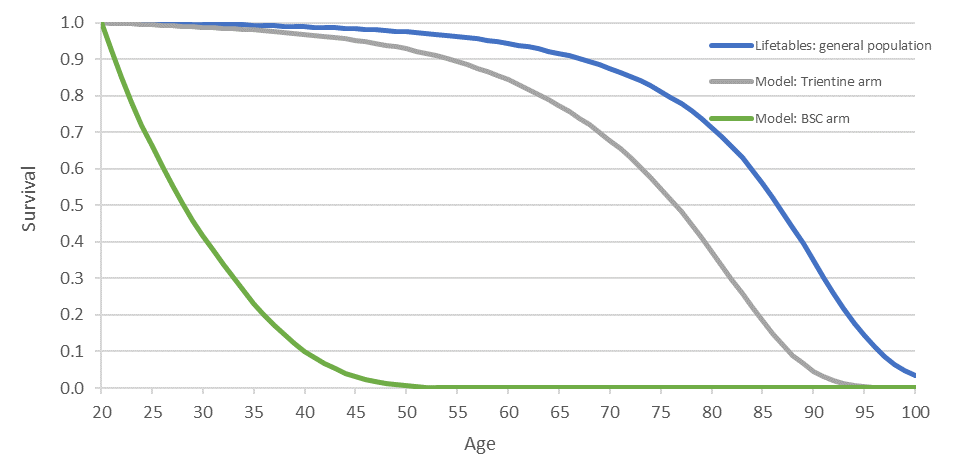 1.0
0.9
0.8
0.7
0.6
0.5
0.4
0.3
0.2
0.1
0.0
Survival
Lifetables: general population
Model: Trientine arm
Model: BSC arm
20 25 30 35 40 45 50 55 60 65 70 75 80 85 90 95 100
Age